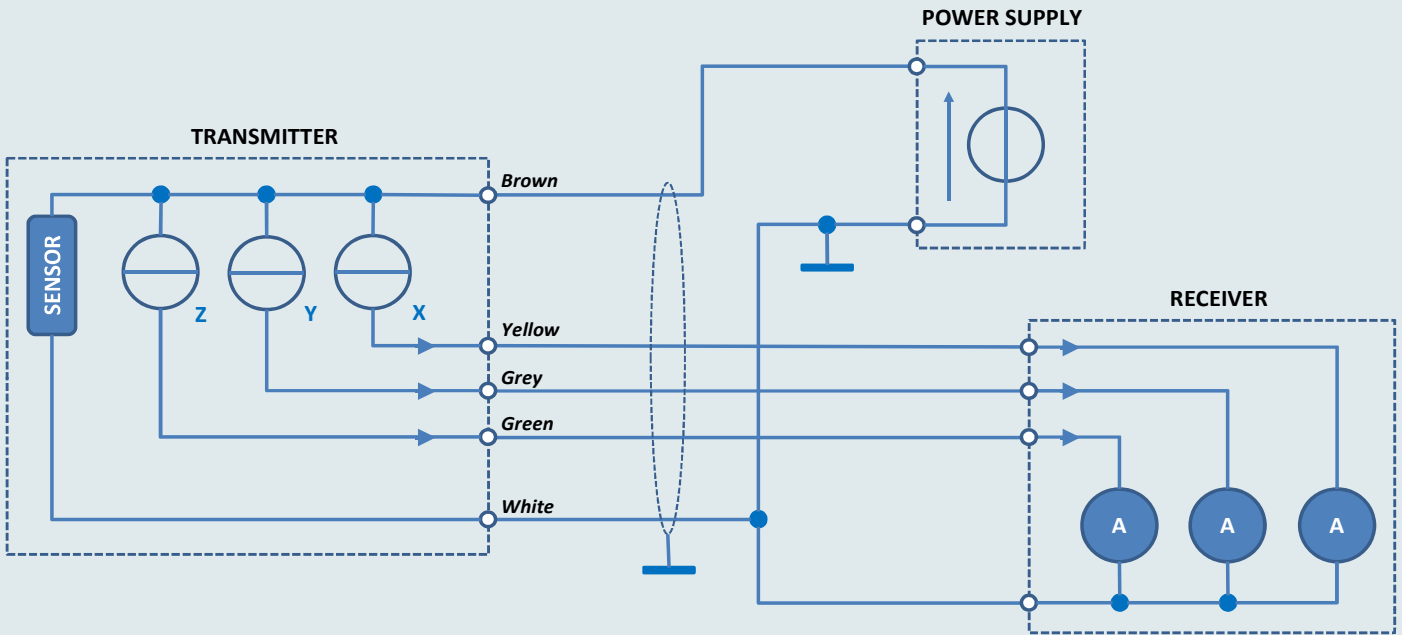 POWER SUPPLY
TRANSMITTER
Brown
SENSOR
Z
Y
X
RECEIVER
Yellow
Grey
Green
White
A
A
A